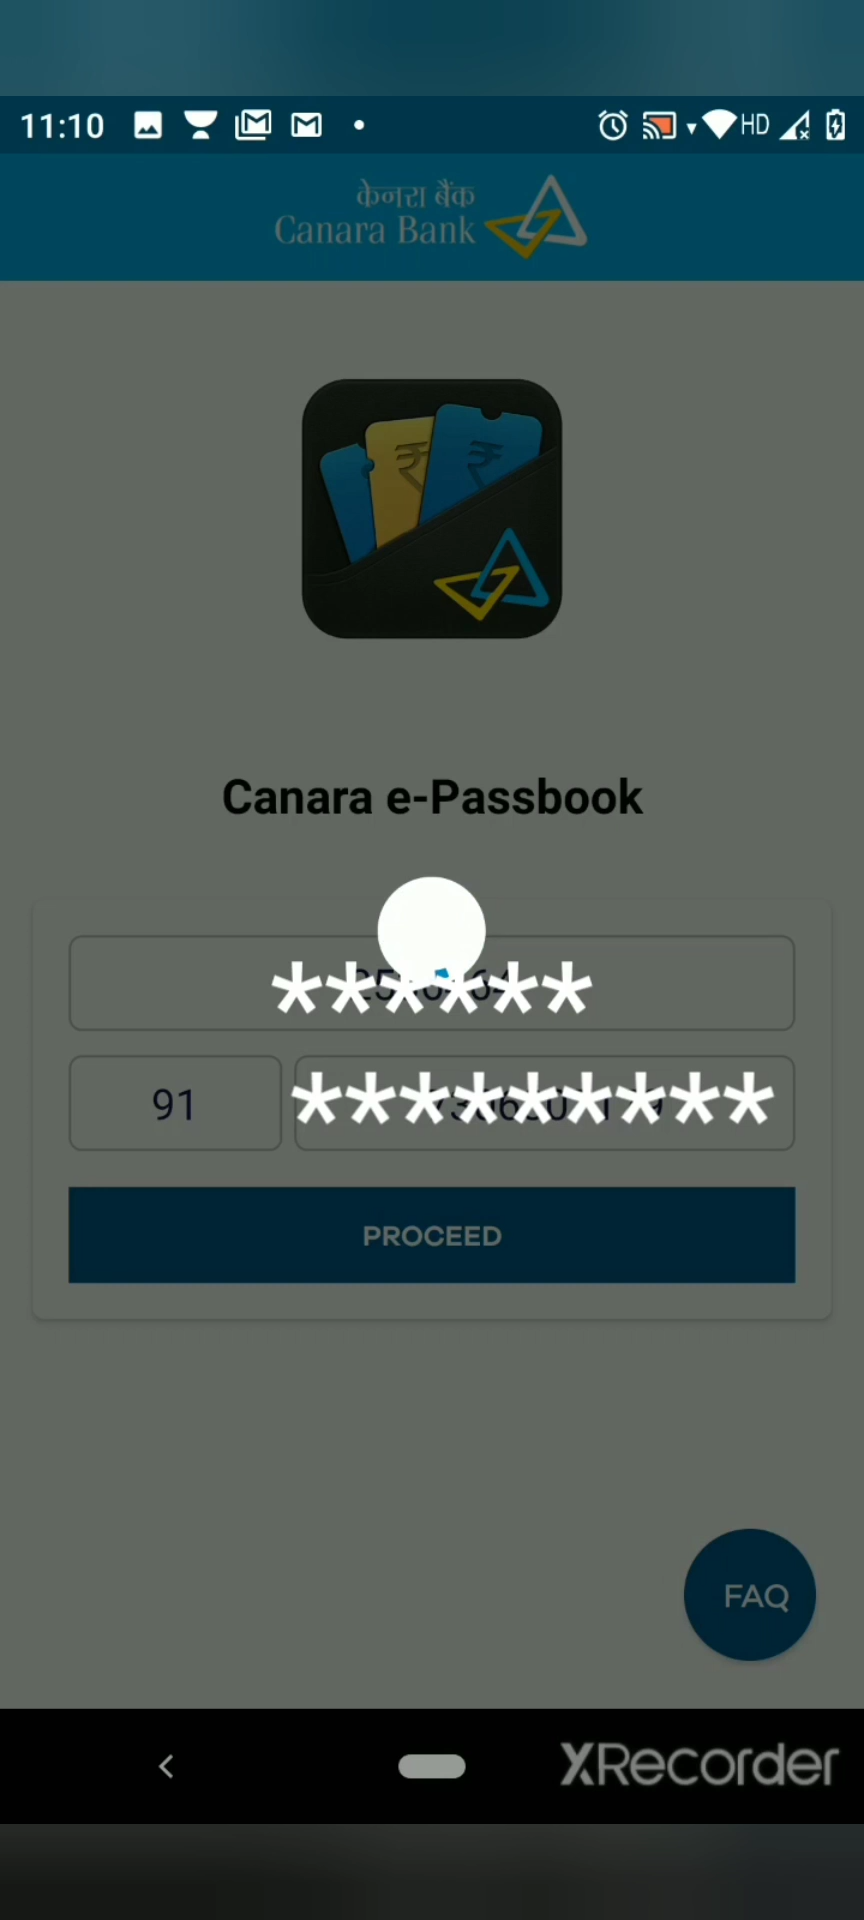 11:10
HD
केनरा बैंक
Canara Bank
Canara e-Passbook
******
91
*********
PROCEED
FAQ
XRecorder